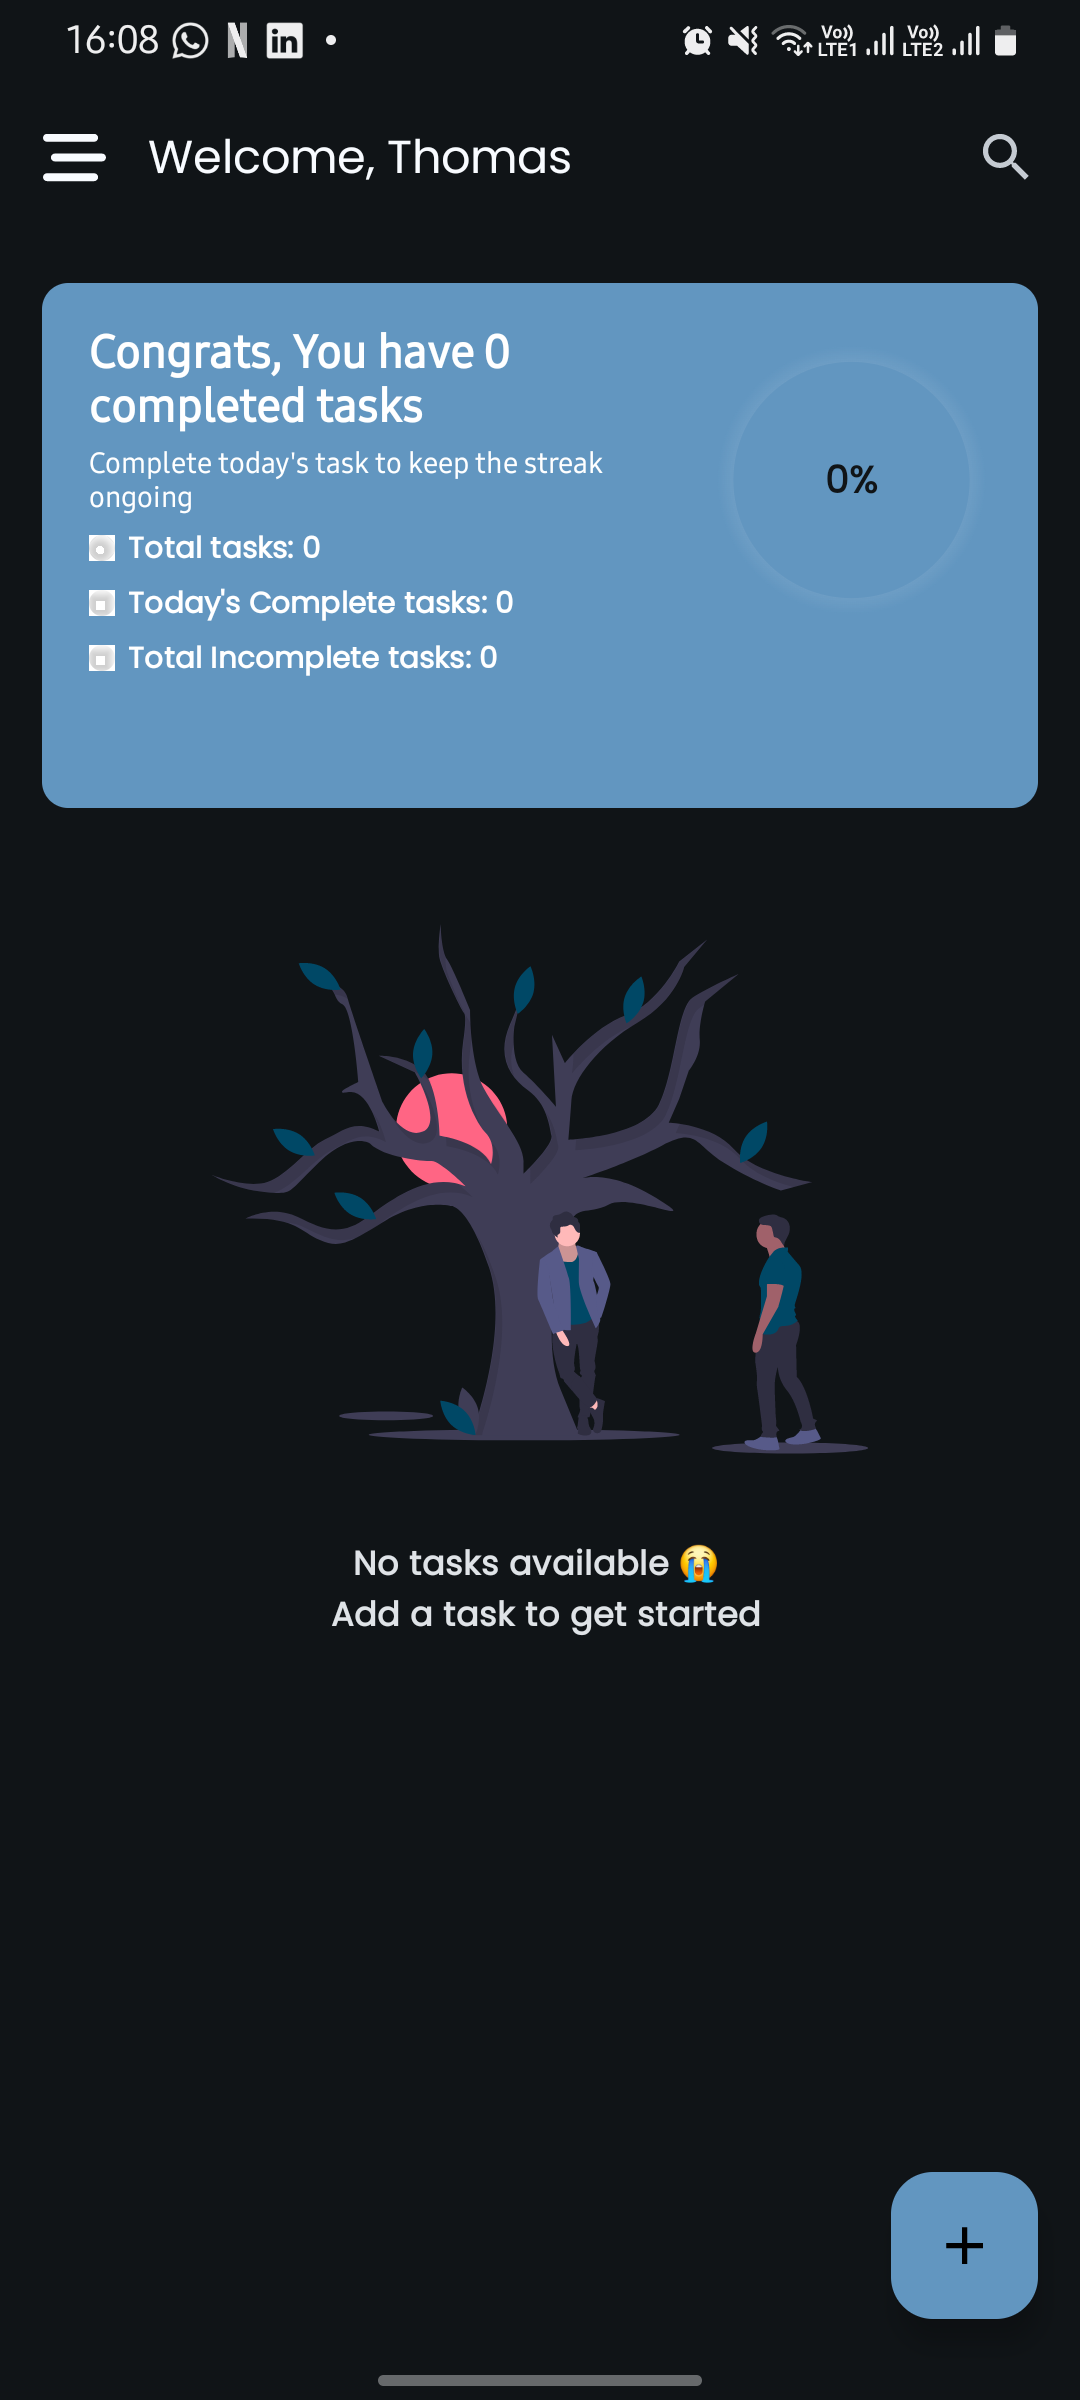 16:08
Vo)) LTE1 Vo)) LTE2
Welcome, Thomas
Congrats, You have 0
completed tasks
Complete today's task to keep the streak
ongoing
0%
Total tasks: 0
Today's Complete tasks: 0
Total Incomplete tasks: 0
No tasks available 😭
Add a task to get started